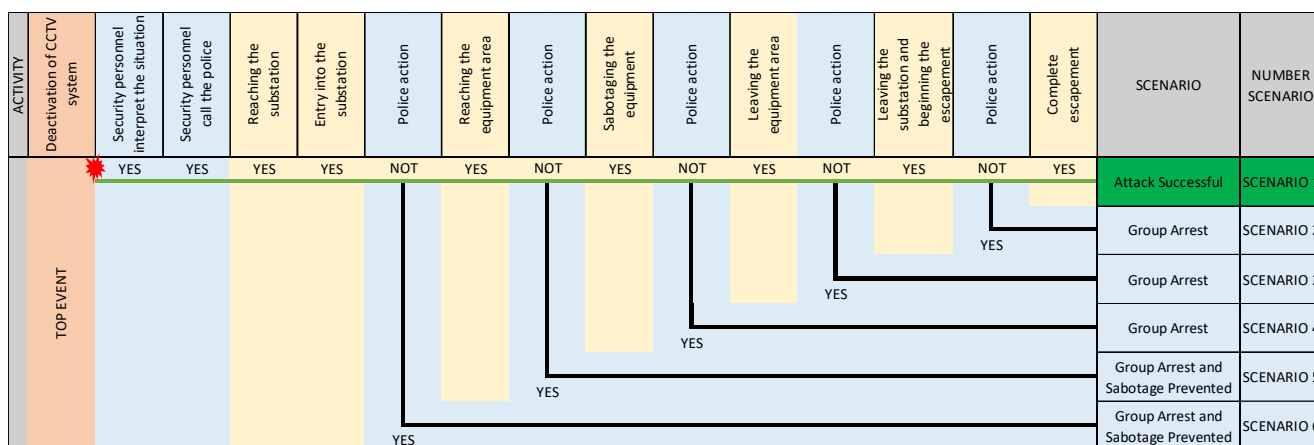 ACTIVITY
Deactivation of CCTV
system
Security personnel
interpret the situation
Security personnel
call the police
Reaching the
substation
Entry into the
substation
Police action
Reaching the
equipment area
Police action
Sabotaging the
equipment
Police action
Leaving the
equipment area
Police action
Leaving the
substation and
beginning the
escapement
Police action
Complete
escapement
SCENARIO
NUMBER
SCENARIO
TOP EVENT
YES YES YES YES NOT YES NOT YES NOT YES NOT YES NOT YES
Attack Successful
SCENARIO
YES
Group Arrest
SCENARIO
YES
Group Arrest
SCENARIO
YES
Group Arrest
SCENARIO
YES
Group Arrest and
Sabotage Prevented
SCENARIO
YES
Group Arrest and
Sabotage Prevented
SCENARIO